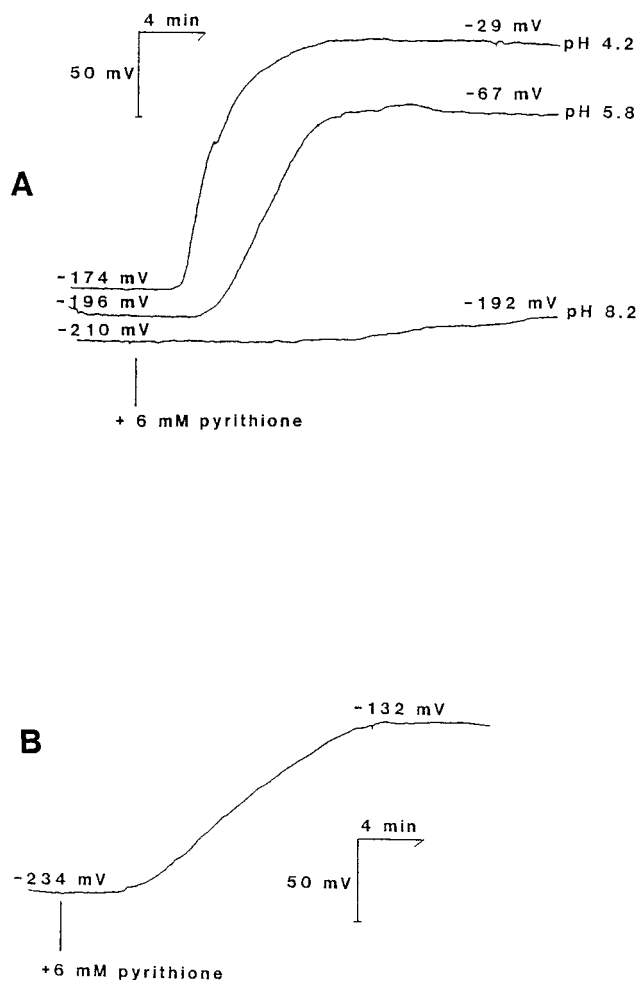 4 min
-29 mV
pH 4.2
50 mV
-67 mV
pH 5.8
A
-174 mV
-196 mV
-192 mV
pH 8.2
-210 mV
+ 6 mM pyrithione
-132 mV
B
4 min
-234 mV
50 mV
+6 mM pyrithione